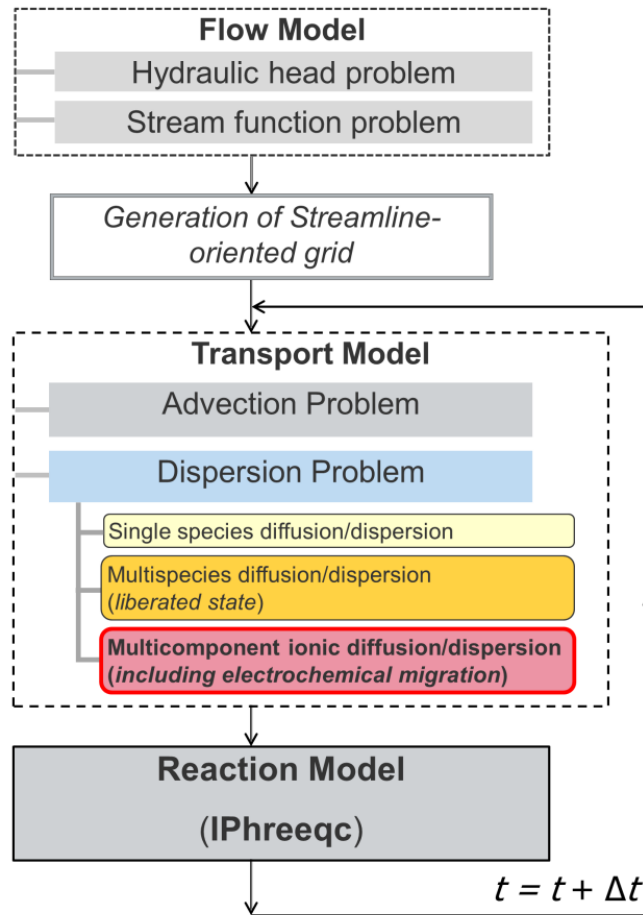 Flow Model
Hydraulic head problem
Stream function problem
Generation of Streamline-
oriented grid
Transport Model
Advection Problem
Dispersion Problem
Single species diffusion/dispersion
Multispecies diffusion/dispersion
(liberated state)
Multicomponent ionic diffusion/dispersion
(including electrochemical migration)
Reaction Model
(IPhreeqc)
t = t + Δt